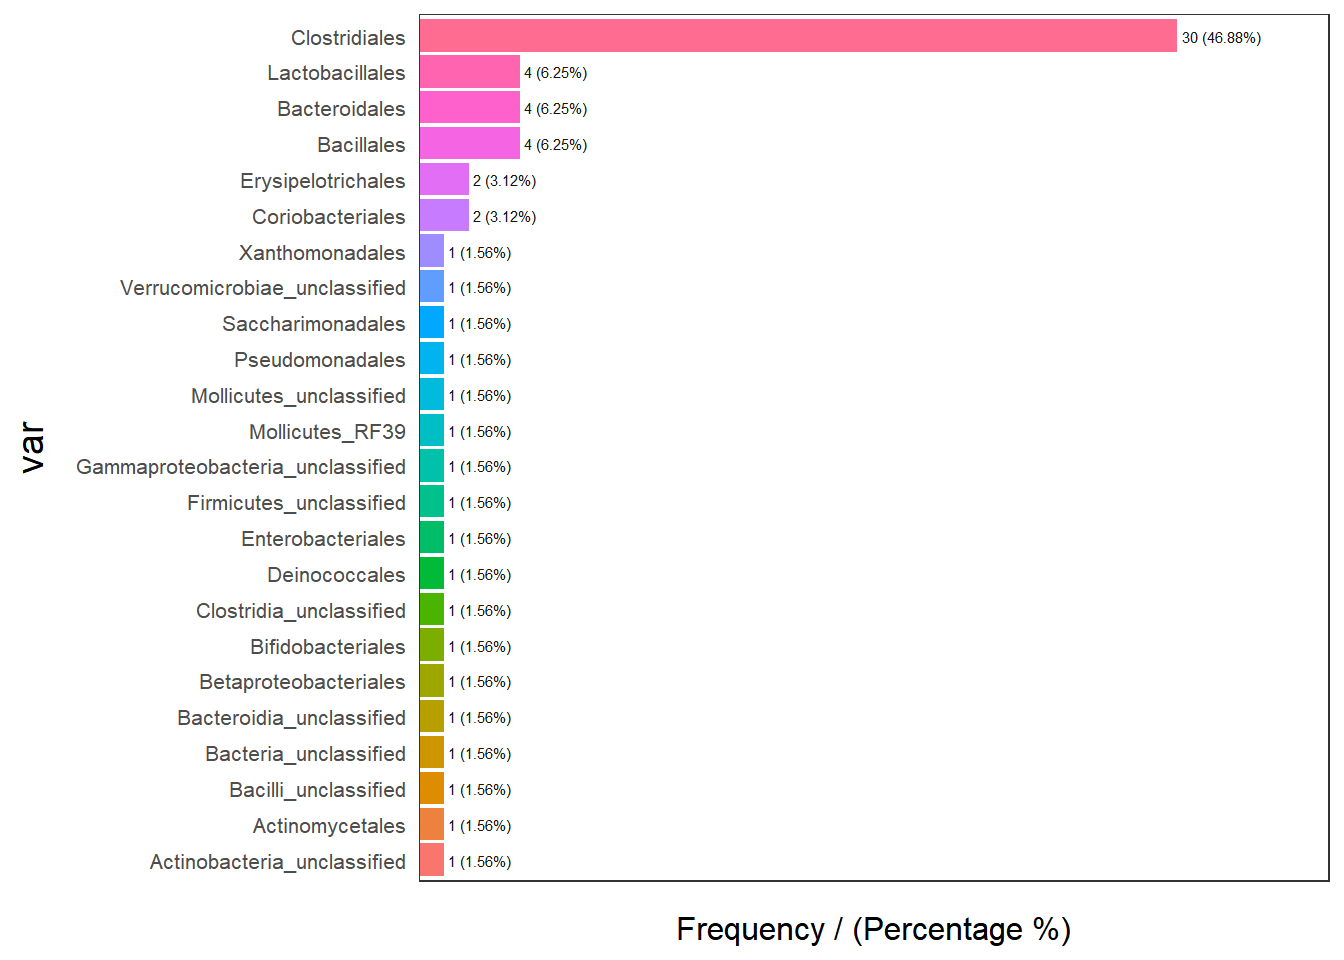 Clostridiales 30 (46.88%)
Lactobacillales 4 (6.25%)
Bacteroidales 4 (6.25%)
Bacillales 4 (6.25%)
Erysipelotrichales 2 (3.12%)
Coriobacteriales 2 (3.12%)
Xanthomonadales 1 (1.56%)
Verrucomicrobiae_unclassified 1 (1.56%)
Saccharimonadales 1 (1.56%)
Pseudomonadales 1 (1.56%)
Mollicutes_unclassified 1 (1.56%)
Mollicutes_RF39 1 (1.56%)
var
Gammaproteobacteria_unclassified 1 (1.56%)
Firmicutes_unclassified 1 (1.56%)
Enterobacteriales 1 (1.56%)
Deinococcales 1 (1.56%)
Clostridia_unclassified 1 (1.56%)
Bifidobacteriales 1 (1.56%)
Betaproteobacteriales 1 (1.56%)
Bacteroidia_unclassified 1 (1.56%)
Bacteria_unclassified 1 (1.56%)
Bacilli_unclassified 1 (1.56%)
Actinomycetales 1 (1.56%)
Actinobacteria_unclassified 1 (1.56%)
Frequency / (Percentage %)